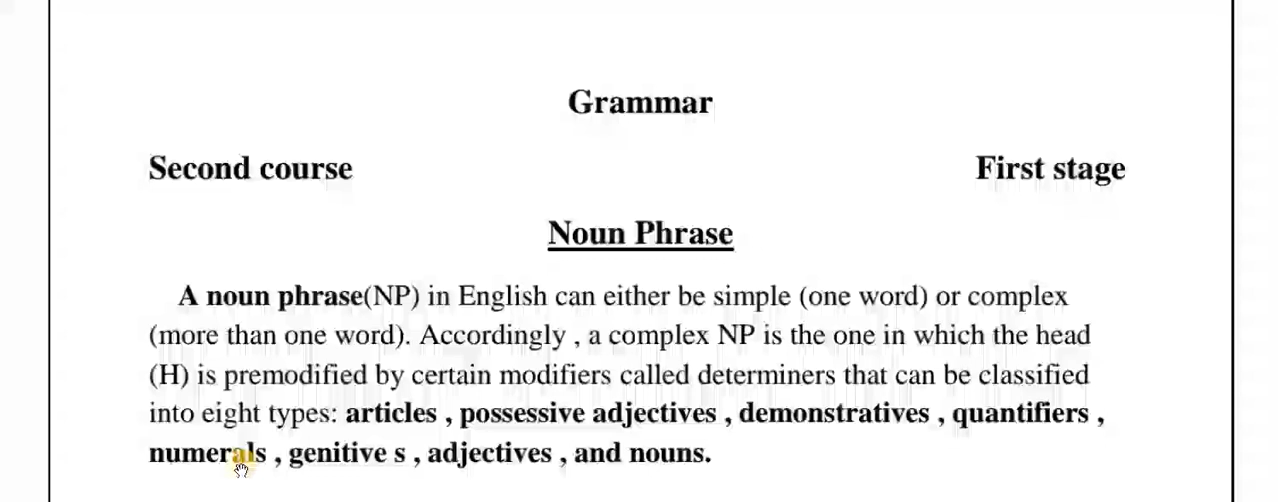 Grammar
Second course First stage
Noun Phrase
A noun phrase(NP) in English can either be simple (one word) or complex
(more than one word). Accordingly , a complex NP is the one in which the head
(H) is premodified by certain modifiers called determiners that can be classified
into eight types: articles , possessive adjectives , demonstratives , quantifiers ,
numerals , genitive s , adjectives , and nouns.